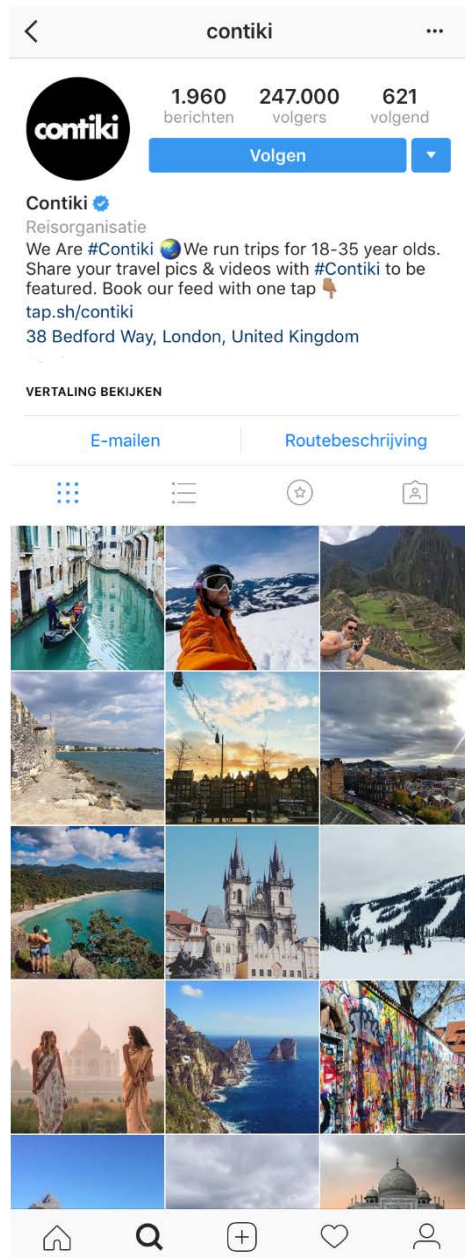 contiki
contiki
1.960 247.000 621
berichten volgers volgend
Volgen
Contiki
Reisorganisatie
We Are #Contiki 🌏We run trips for 18-35 year olds.
Share your travel pics & videos with #Contiki to be
featured. Book our feed with one tap 👇🏽
tap.sh/contiki
38 Bedford Way, London, United Kingdom
VERTALING BEKIJKEN
E-mailen Routebeschrijving